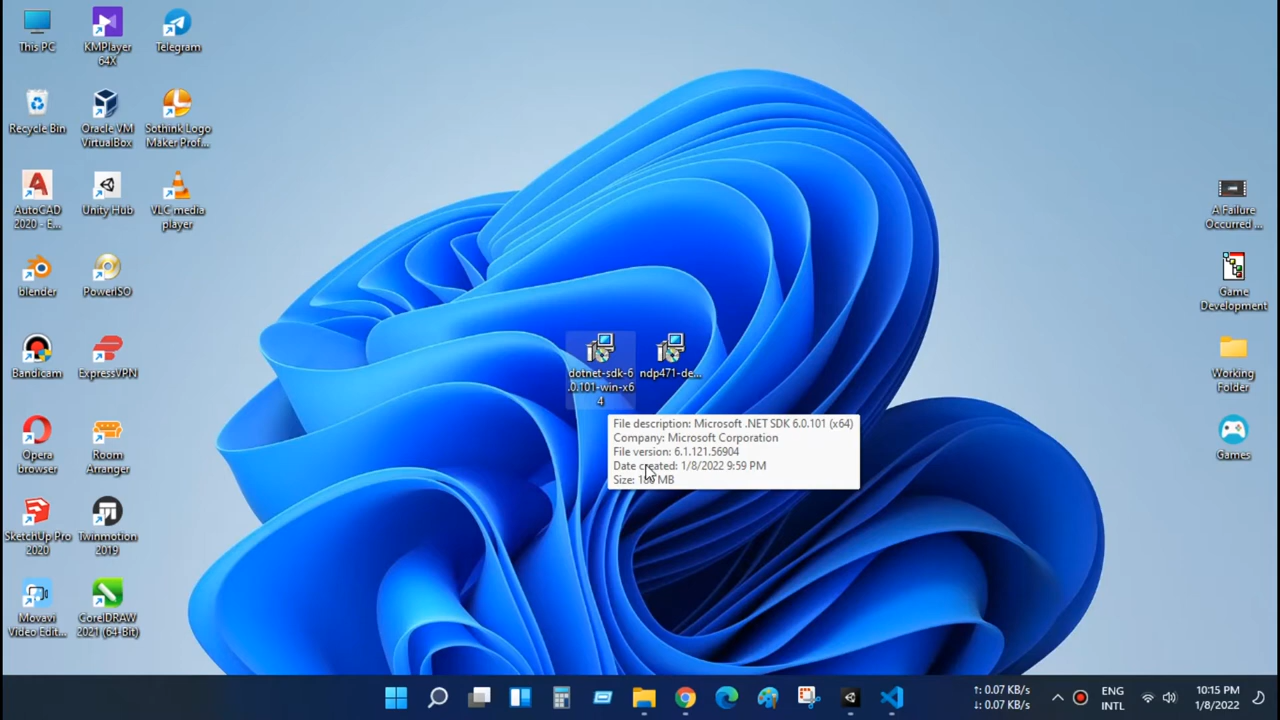 This PC
KMPlayer
64X
Telegram
Recycle Bin
Oracle VM
VirtualBox
Sothink Logo
Maker Prof...
AutoCAD
2020 - E...
Unity Hub
VLC media
player
blender
PowerISO
Bandicam
ExpressVPN
Opera
browser
Room
Arranger
SketchUp Pro
2020
Twinmotion
2019
Movavi
Video Edit...
CorelDRAW
2021 (64-Bit)
dotnet-sdk-6
.0.101-win-x6
4
ndp471-de...
File description: Microsoft .NET SDK 6.0.101 (x64)
Company: Microsoft Corporation
File version: 6.1.121.56904
Date created: 1/8/2022 9:59 PM
Size: MB
A Failure
Occurred ...
Game
Development
Working
Folder
Games
↑: 0.07 KB/s
↓: 0.07 KB/s
ENG
INTL
10:15 PM
1/8/2022